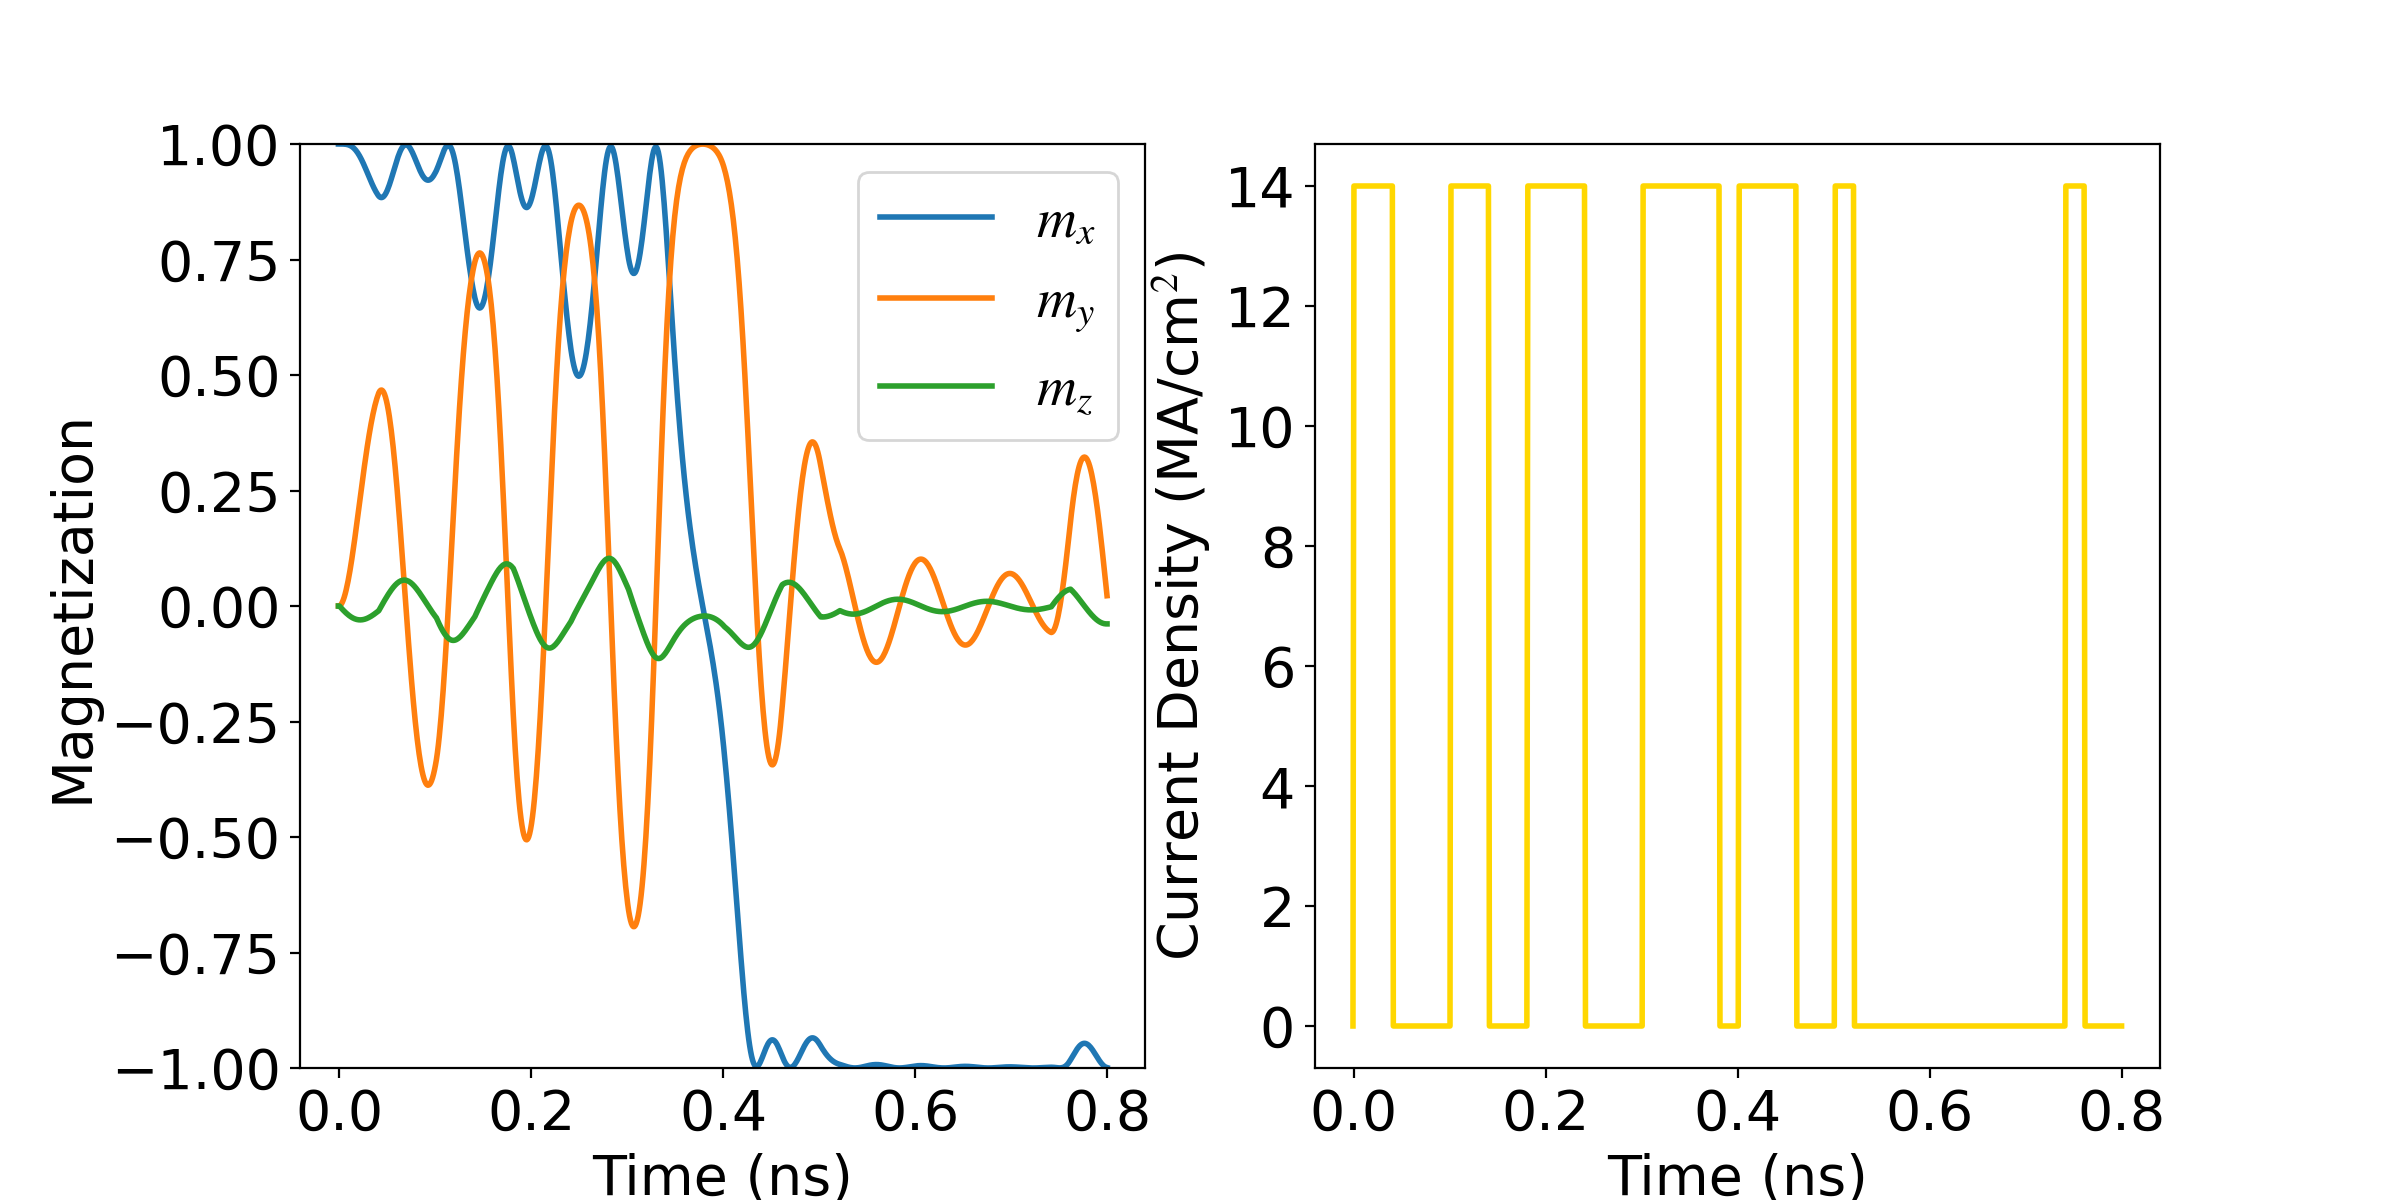 Magnetization
1.00
0.75
0.50
0.25
0.00
−0.25
−0.50
−0.75
−1.00
0.0 0.2 0.4 0.6 0.8
Time (ns)
m_x
m_y
m_z
Current Density (MA/cm²)
14
12
10
8
6
4
2
0
0.0 0.2 0.4 0.6 0.8
Time (ns)